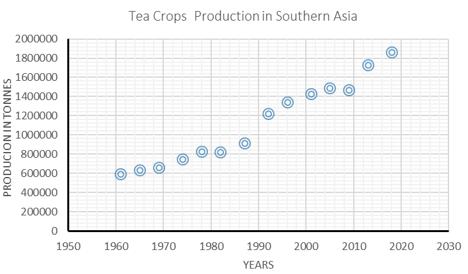 Tea Crops Production in Southern Asia
PRODUCION IN TONNES
2000000
1800000
1600000
1400000
1200000
1000000
800000
600000
400000
200000
0
1950 1960 1970 1980 1990 2000 2010 2020 2030
YEARS